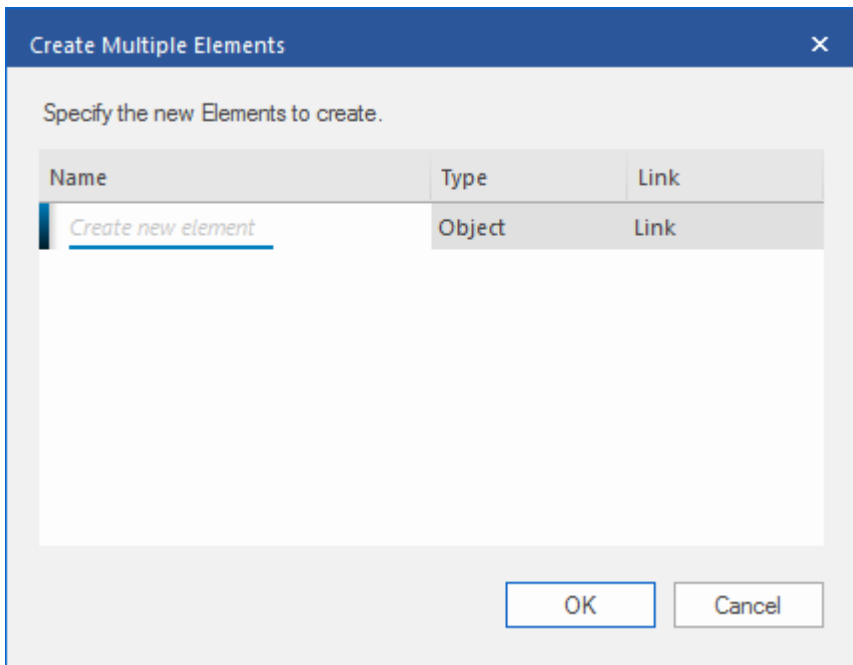 Create Multiple Elements
Specify the new Elements to create.
Name Type Link
Create new element Object Link
OK Cancel